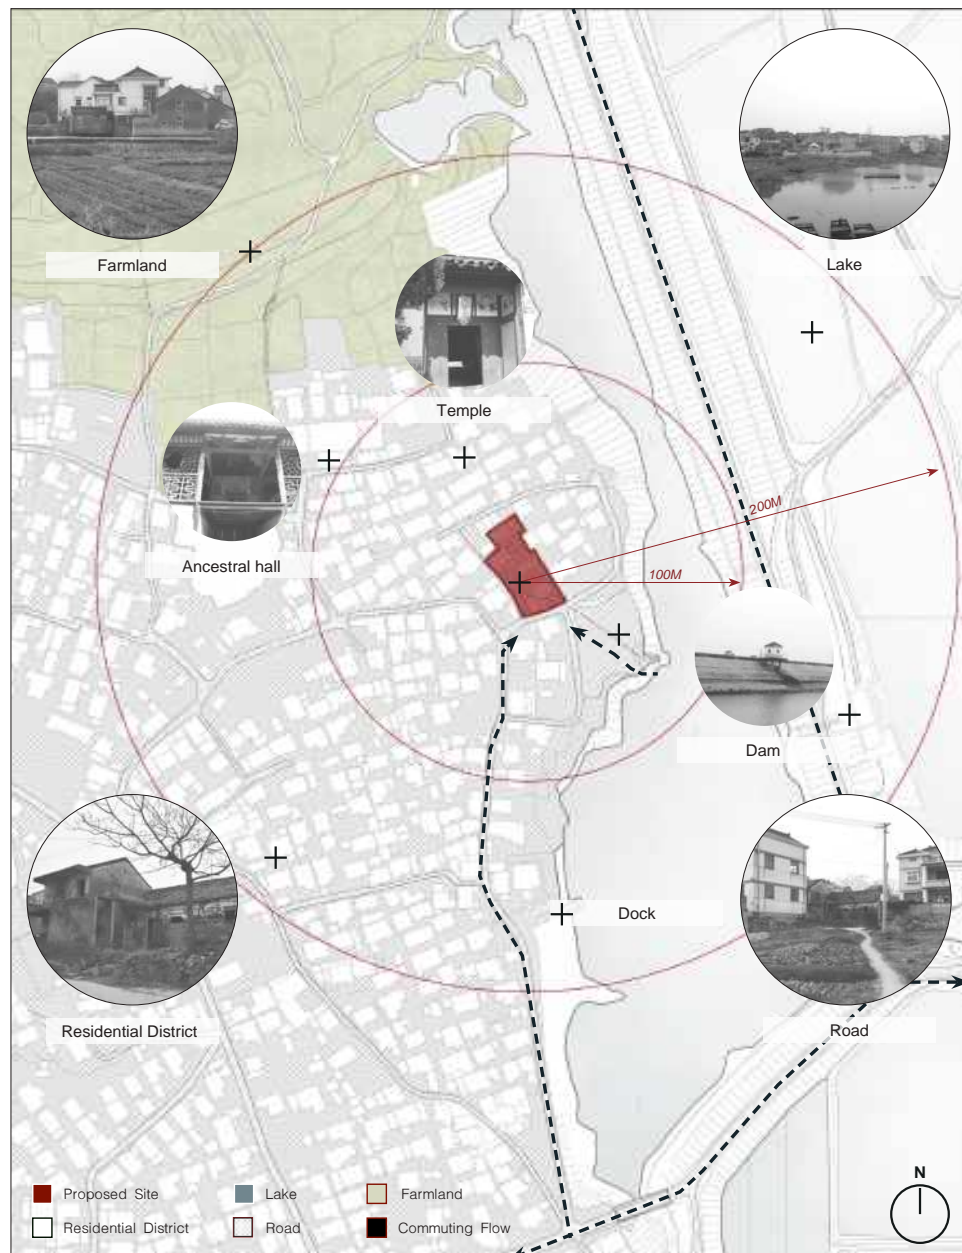 Farmland
Lake
Temple
Ancestral hall
200M
100M
Dam
Dock
Residential District
Road
Proposed Site
Lake
Farmland
Residential District
Road
Commuting Flow
N